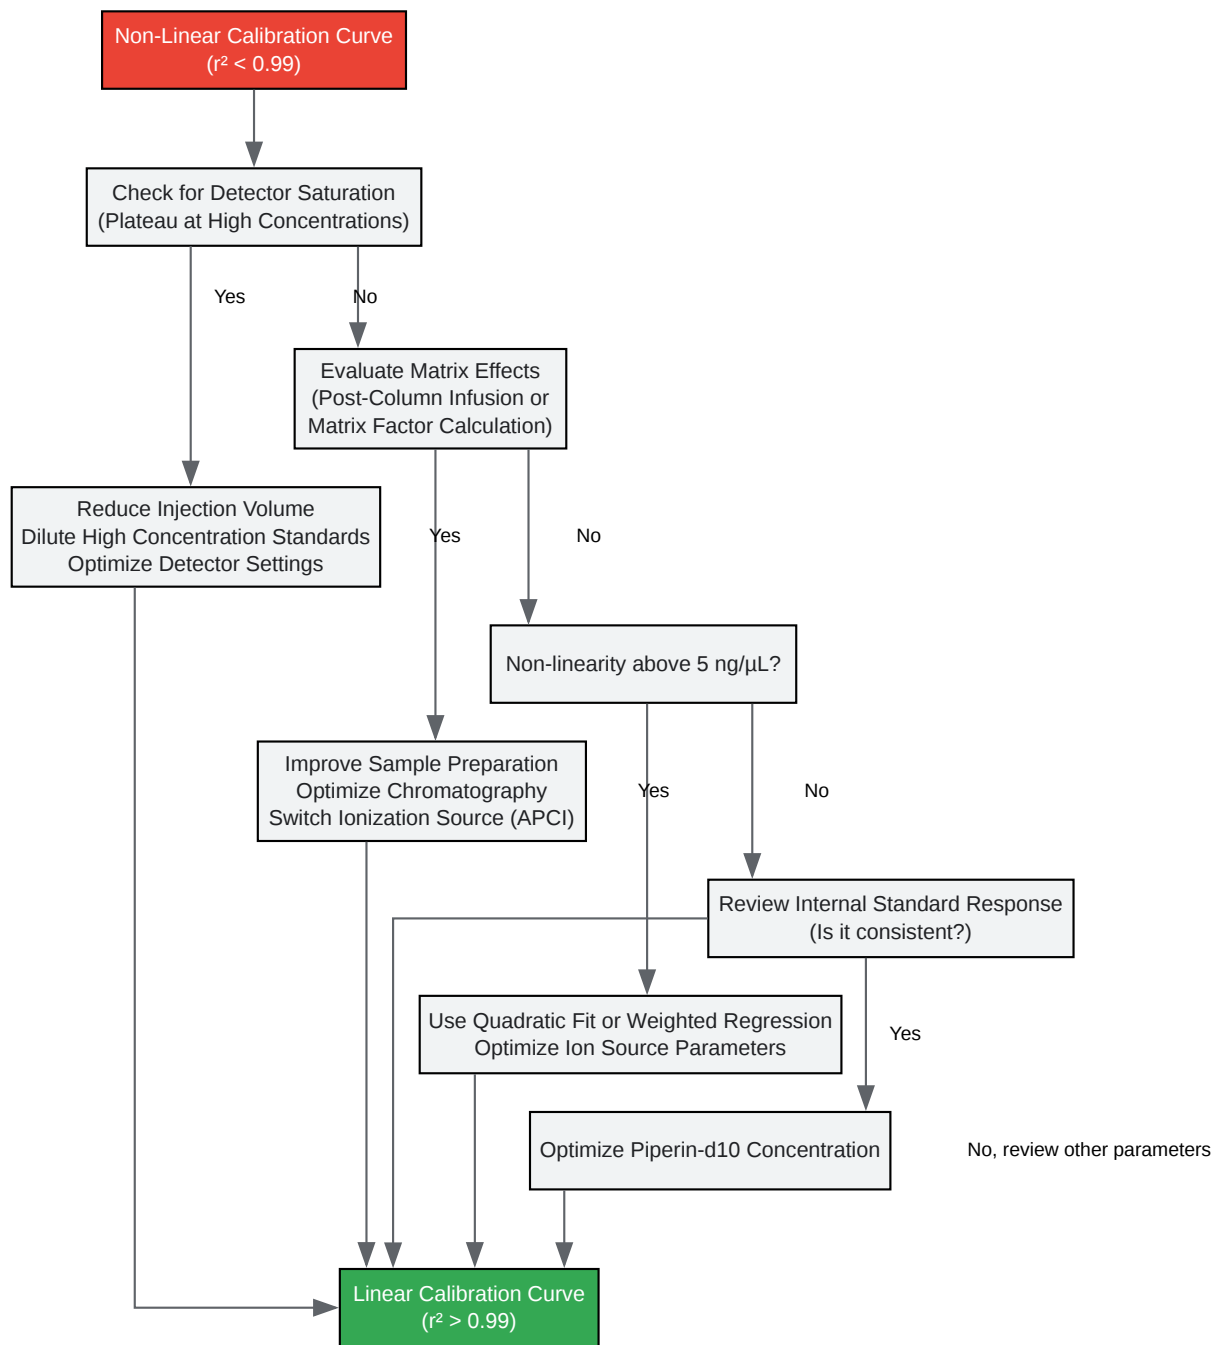 Non-Linear Calibration Curve
(r² < 0.99)
Check for Detector Saturation
(Plateau at High Concentrations)
Yes
No
Evaluate Matrix Effects
(Post-Column Infusion or
Matrix Factor Calculation)
Reduce Injection Volume
Dilute High Concentration Standards
Optimize Detector Settings
Yes
No
Non-linearity above 5 ng/µL?
Improve Sample Preparation
Optimize Chromatography
Switch Ionization Source (APCI)
Yes
No
Review Internal Standard Response
(Is it consistent?)
Use Quadratic Fit or Weighted Regression
Optimize Ion Source Parameters
Yes
Optimize Piperin-d10 Concentration
No, review other parameters
Linear Calibration Curve
(r² > 0.99)